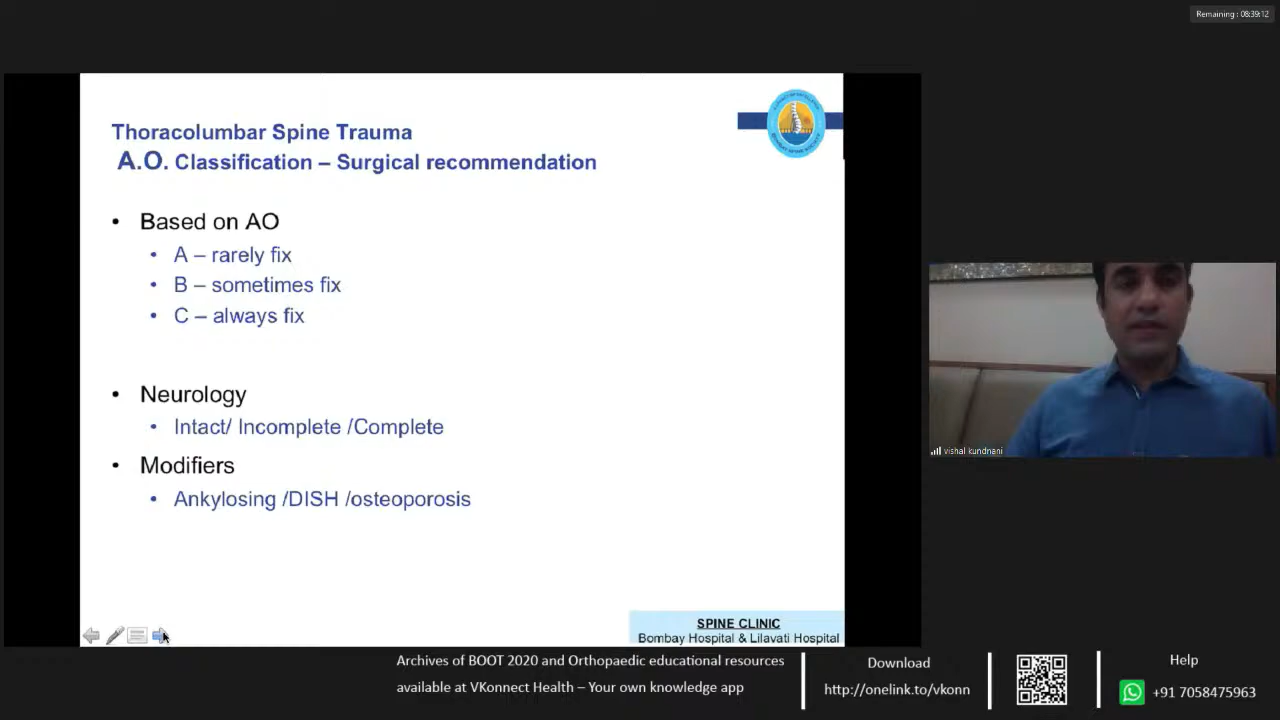 Remaining : 08:39:12
Thoracolumbar Spine Trauma
A.O. Classification – Surgical recommendation
• Based on AO
• A – rarely fix
• B – sometimes fix
• C – always fix
• Neurology
• Intact/ Incomplete /Complete
• Modifiers
• Ankylosing /DISH /osteoporosis
vishal kundnani
SPINE CLINIC
Bombay Hospital & Lilavati Hospital
Archives of BOOT 2020 and Orthopaedic educational resources
available at VKonnect Health – Your own knowledge app
Download
http://onelink.to/vkonn
Help
+91 7058475963